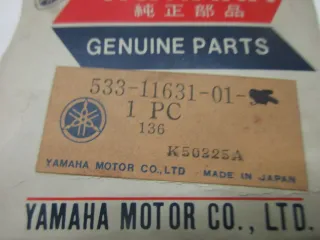 純正部品
GENUINE PARTS
533-11631-01-
1 PC
136
K50225A
YAMAHA MOTOR CO.,LTD MADE IN JAPAN
YAMAHA MOTOR CO., LTD.